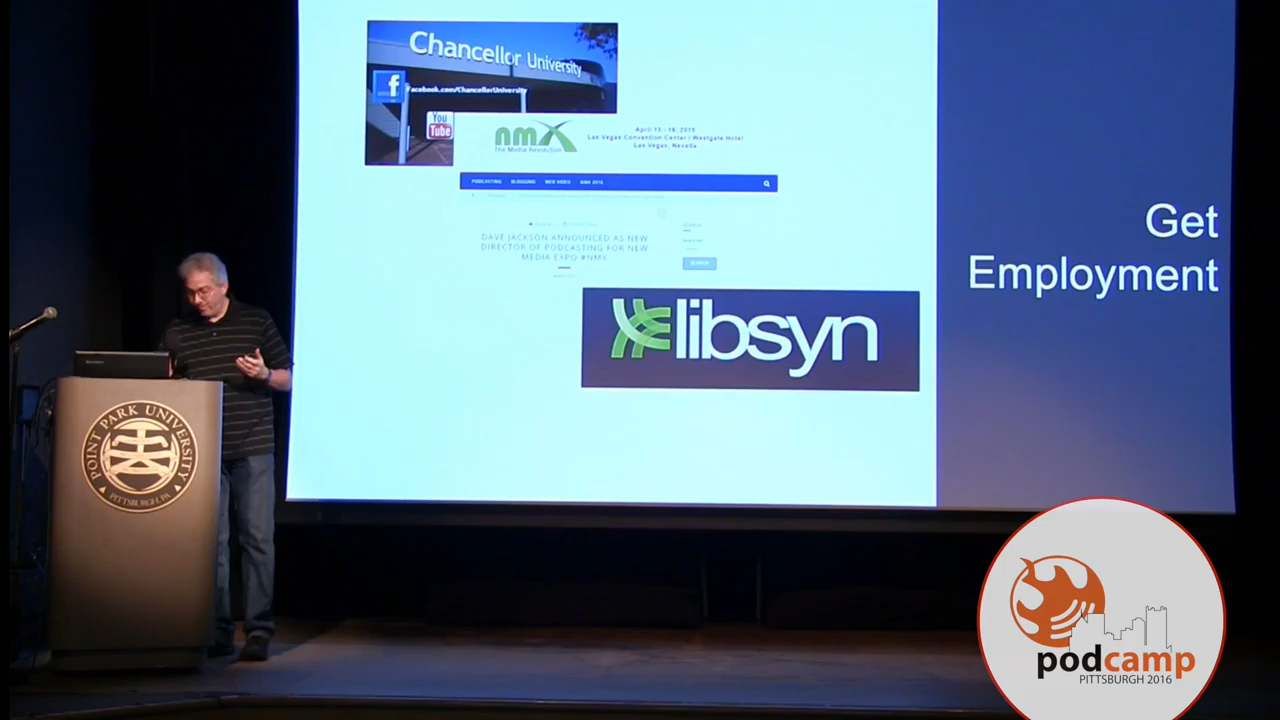 Chancellor University
Facebook.com/ChancellorUniversity
You
Tube
nmx
The Media Revolution
April 13 - 16, 2015
Las Vegas Convention Center / Westgate Hotel
Las Vegas, Nevada
PODCASTING BLOGGING WEB VIDEO NMX 2015
DAVE JACKSON ANNOUNCED AS NEW
DIRECTOR OF PODCASTING FOR NEW
MEDIA EXPO #NMX
SEARCH
libsyn
Get
Employment
POINT PARK UNIVERSITY
PITTSBURGH, PA
podcamp
PITTSBURGH 2016